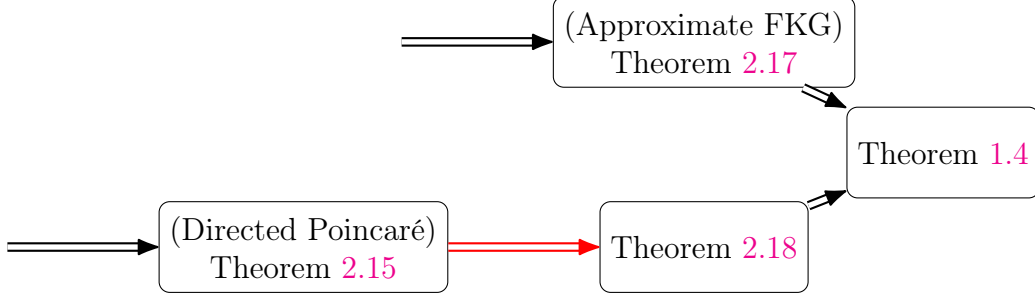 (Approximate FKG)
Theorem 2.17
Theorem 1.4
(Directed Poincaré)
Theorem 2.15
Theorem 2.18